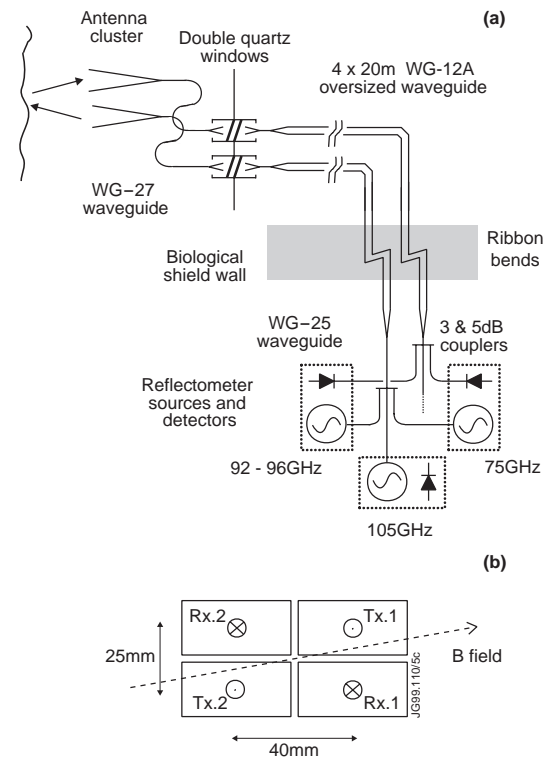 (a)
Antenna
cluster
Double quartz
windows
4 x 20m WG-12A
oversized waveguide
WG-27
waveguide
Biological
shield wall
Ribbon
bends
WG-25
waveguide
3 & 5dB
couplers
Reflectometer
sources and
detectors
92 - 96GHz
75GHz
105GHz
(b)
Rx.2
Tx.1
25mm
B field
Tx.2
Rx.1
JG99.110/5c
40mm